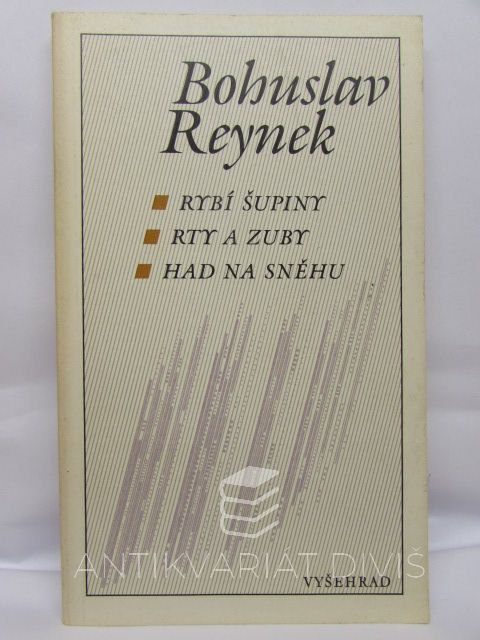 Bohuslav
Reynek
RYBÍ ŠUPINY
RTY A ZUBY
HAD NA SNĚHU
ANTIKVARIÁT DIVIŠ
VYŠEHRAD